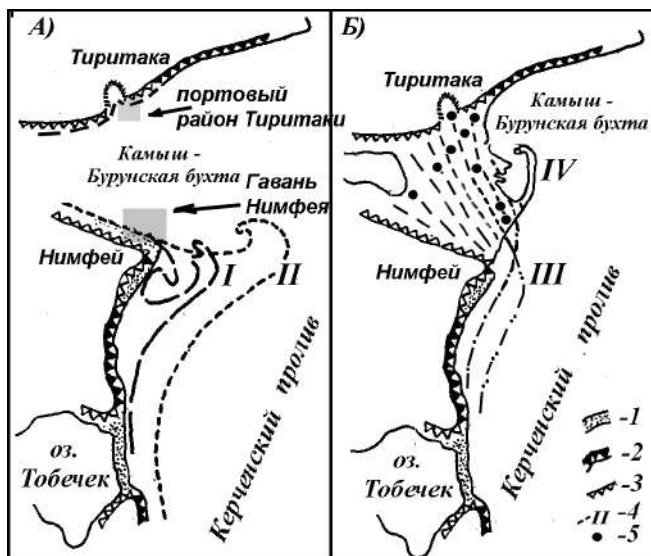 А)
Тиритака
портовый
район Тиритаки
Камыш -
Бурунская бухта
Гавань
Нимфея
Нимфей
I
II
Керченский пролив
оз.
Тобечек
Б)
Тиритака
Камыш -
Бурунская бухта
IV
Нимфей
III
Керченский пролив
оз.
Тобечек
-1
-2
-3
II -4
-5